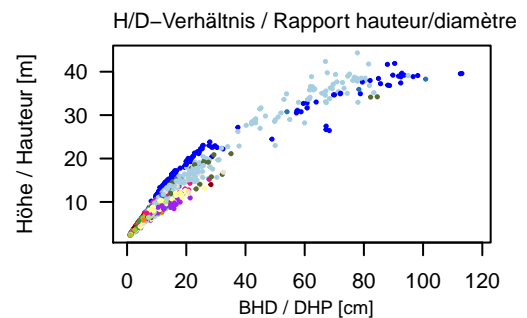 H/D−Verhältnis / Rapport hauteur/diamètre
Höhe / Hauteur [m]
40
30
20
10
0 20 40 60 80 100 120
BHD / DHP [cm]